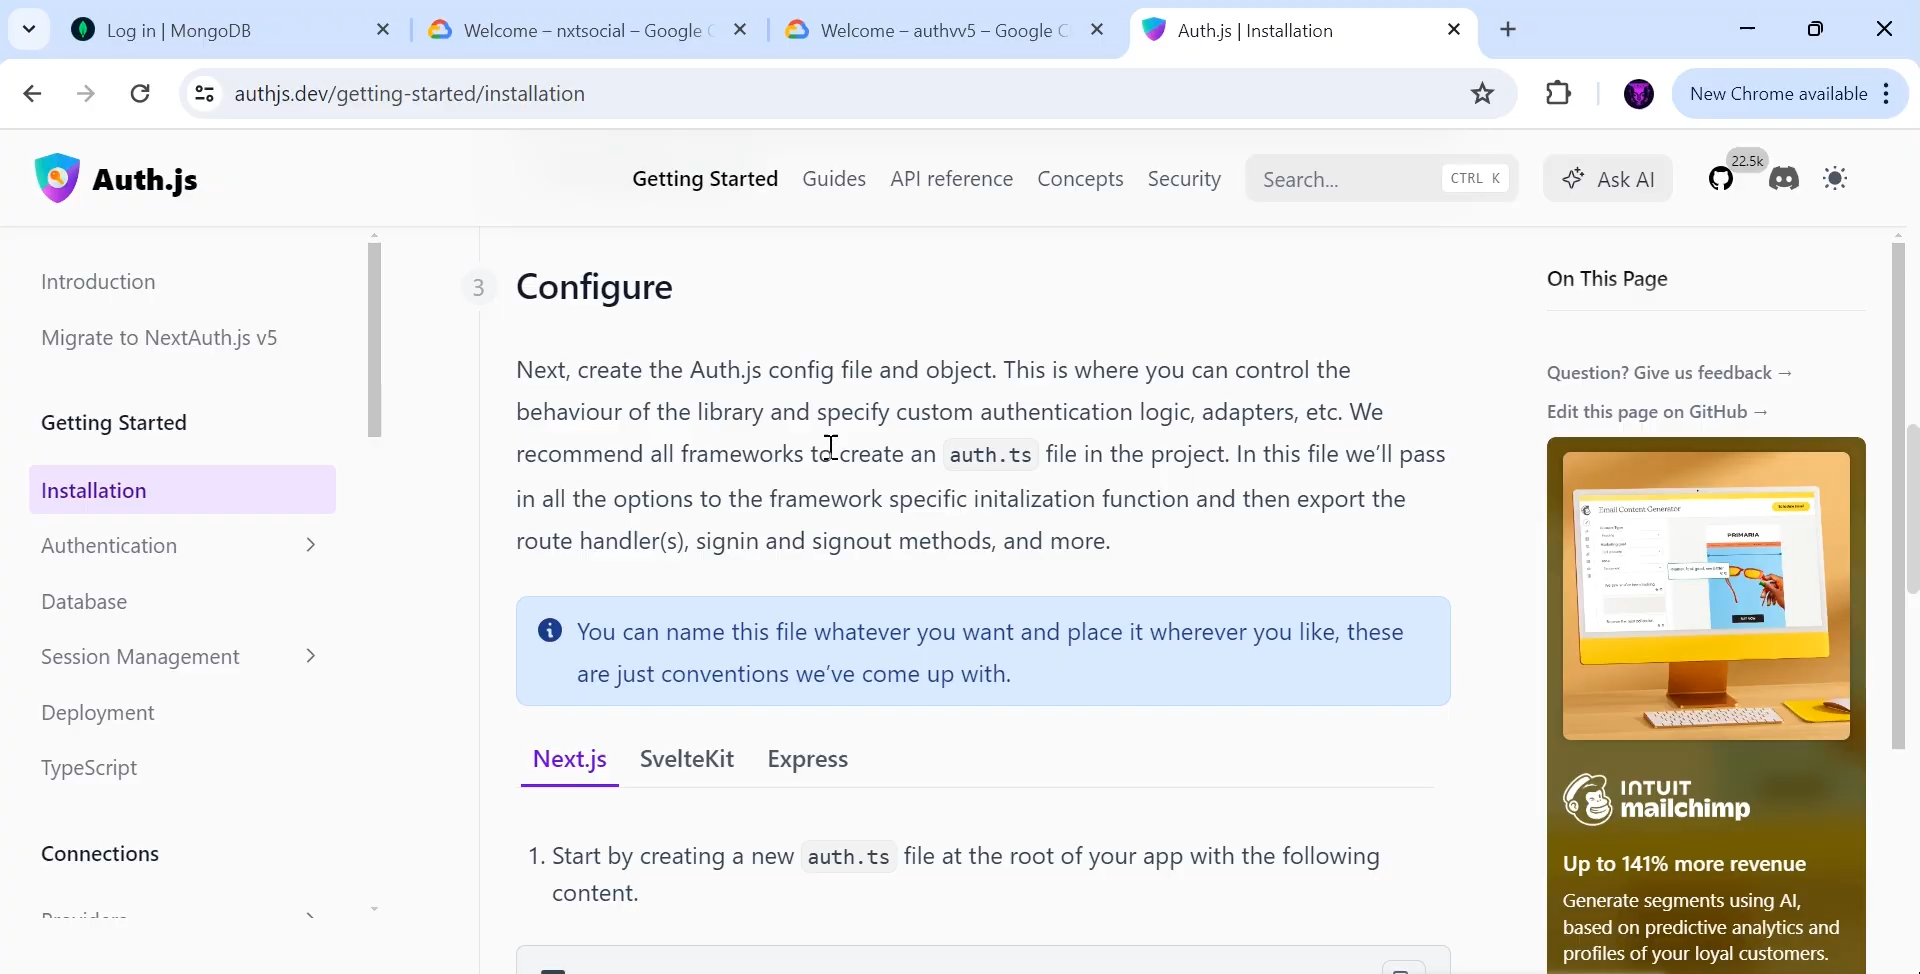 Log in | MongoDB
Welcome – nxtsocial – Google C
Welcome – authvv5 – Google C
Auth.js | Installation
authjs.dev/getting-started/installation
New Chrome available
Auth.js
Getting Started
Guides
API reference
Concepts
Security
Search...
CTRL K
Ask AI
22.5k
Introduction
Migrate to NextAuth.js v5
Getting Started
Installation
Authentication
Database
Session Management
Deployment
TypeScript
Connections
Providers
3
Configure
Next, create the Auth.js config file and object. This is where you can control the
behaviour of the library and specify custom authentication logic, adapters, etc. We
recommend all frameworks to create an auth.ts file in the project. In this file we’ll pass
in all the options to the framework specific initalization function and then export the
route handler(s), signin and signout methods, and more.
You can name this file whatever you want and place it wherever you like, these
are just conventions we’ve come up with.
Next.js
SvelteKit
Express
1. Start by creating a new auth.ts file at the root of your app with the following
content.
On This Page
Question? Give us feedback →
Edit this page on GitHub →
Email Content Generator
PRIMARIA
INTUIT
mailchimp
Up to 141% more revenue
Generate segments using AI,
based on predictive analytics and
profiles of your loyal customers.